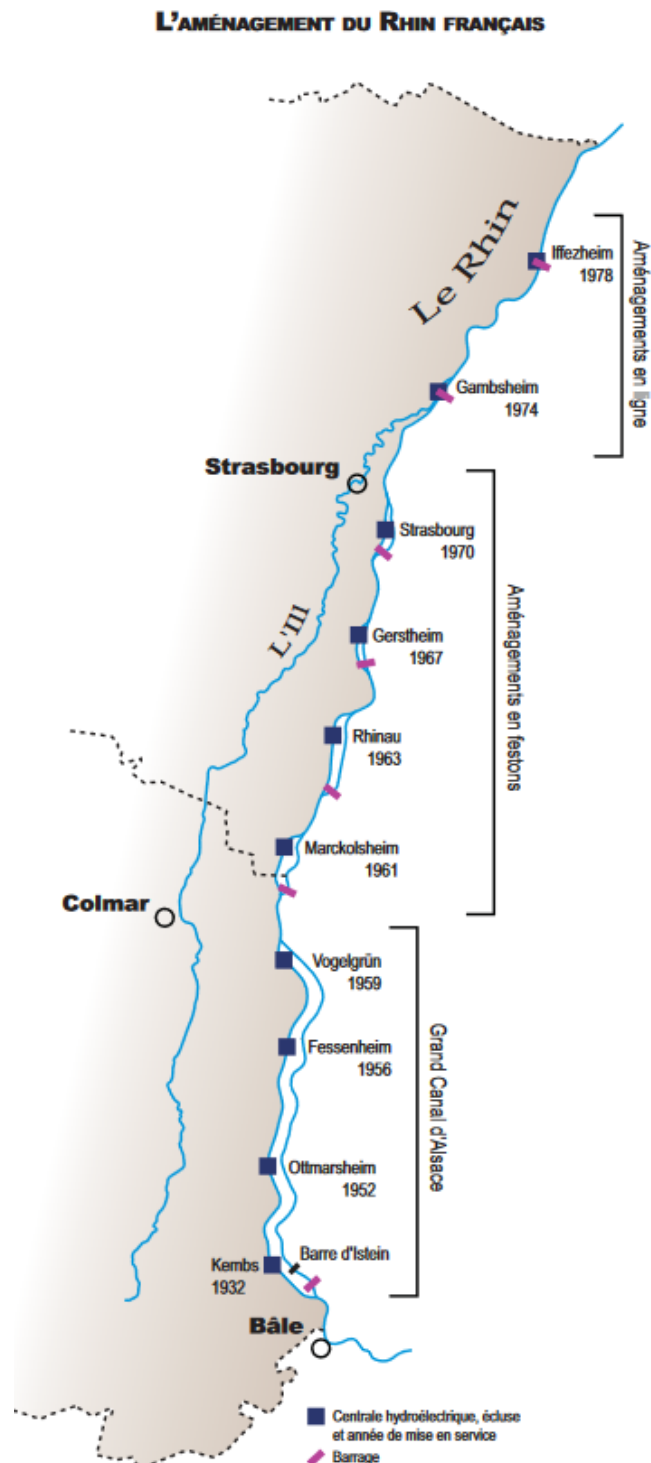 L'AMÉNAGEMENT DU RHIN FRANÇAIS
Le Rhin
Iffezheim
1978
Aménagements en ligne
Gambsheim
1974
Strasbourg
Strasbourg
1970
L'Ill
Gerstheim
1967
Aménagements en festons
Rhinau
1963
Marckolsheim
1961
Colmar
Vogelgrün
1959
Fessenheim
1956
Grand Canal d'Alsace
Ottmarsheim
1952
Barre d'Istein
Kembs
1932
Bâle
Centrale hydroélectrique, écluse
et année de mise en service
Barrage